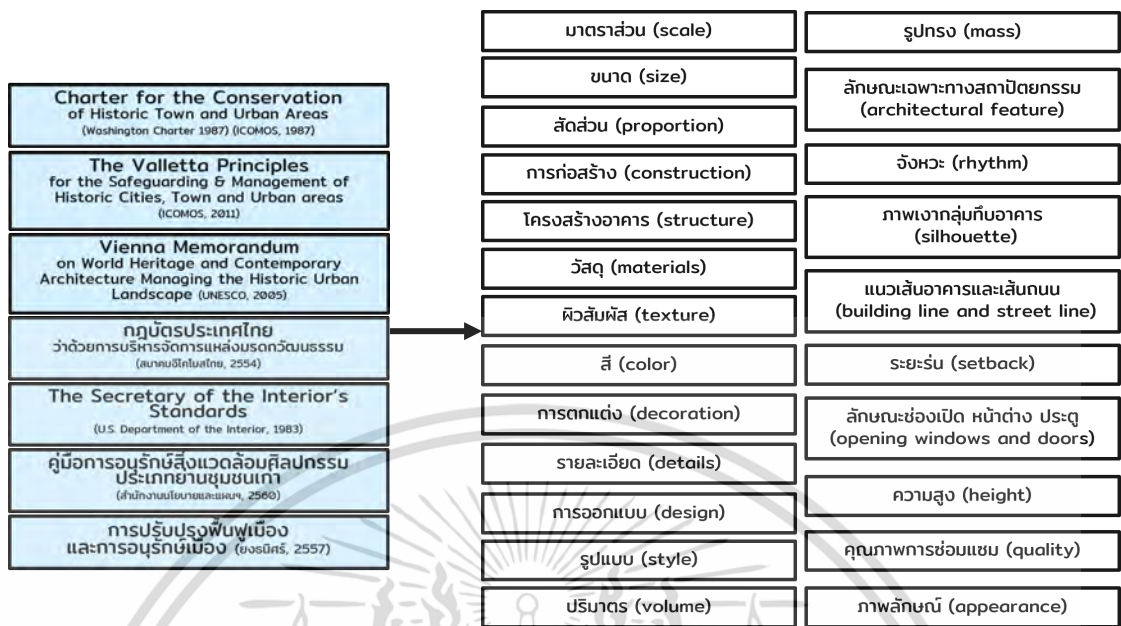 Charter for the Conservation
of Historic Town and Urban Areas
(Washington Charter 1987) (ICOMOS, 1987)
The Valletta Principles
for the Safeguarding & Management of
Historic Cities, Town and Urban areas
(ICOMOS, 2011)
Vienna Memorandum
on World Heritage and Contemporary
Architecture Managing the Historic Urban
Landscape (UNESCO, 2005)
กฎบัตรประเทศไทย
ว่าด้วยการบริหารจัดการแหล่งมรดกวัฒนธรรม
(สมาคมอิโคโมสไทย, 2554)
The Secretary of the Interior's
Standards
(U.S. Department of the Interior, 1983)
คู่มือการอนุรักษ์สิ่งแวดล้อมศิลปกรรม
ประเภทย่านชุมชนเก่า
(สำนักงานนโยบายและแผนฯ, 2560)
การปรับปรุงฟื้นฟูเมือง
และการอนุรักษ์เมือง (ยงธนิศร์, 2557)
มาตราส่วน (scale)
ขนาด (size)
สัดส่วน (proportion)
การก่อสร้าง (construction)
โครงสร้างอาคาร (structure)
วัสดุ (materials)
ผิวสัมผัส (texture)
สี (color)
การตกแต่ง (decoration)
รายละเอียด (details)
การออกแบบ (design)
รูปแบบ (style)
ปริมาตร (volume)
รูปทรง (mass)
ลักษณะเฉพาะทางสถาปัตยกรรม
(architectural feature)
จังหวะ (rhythm)
ภาพเงากลุ่มทึบอาคาร
(silhouette)
แนวเส้นอาคารและเส้นถนน
(building line and street line)
ระยะร่น (setback)
ลักษณะช่องเปิด หน้าต่าง ประตู
(opening windows and doors)
ความสูง (height)
คุณภาพการซ่อมแซม (quality)
ภาพลักษณ์ (appearance)